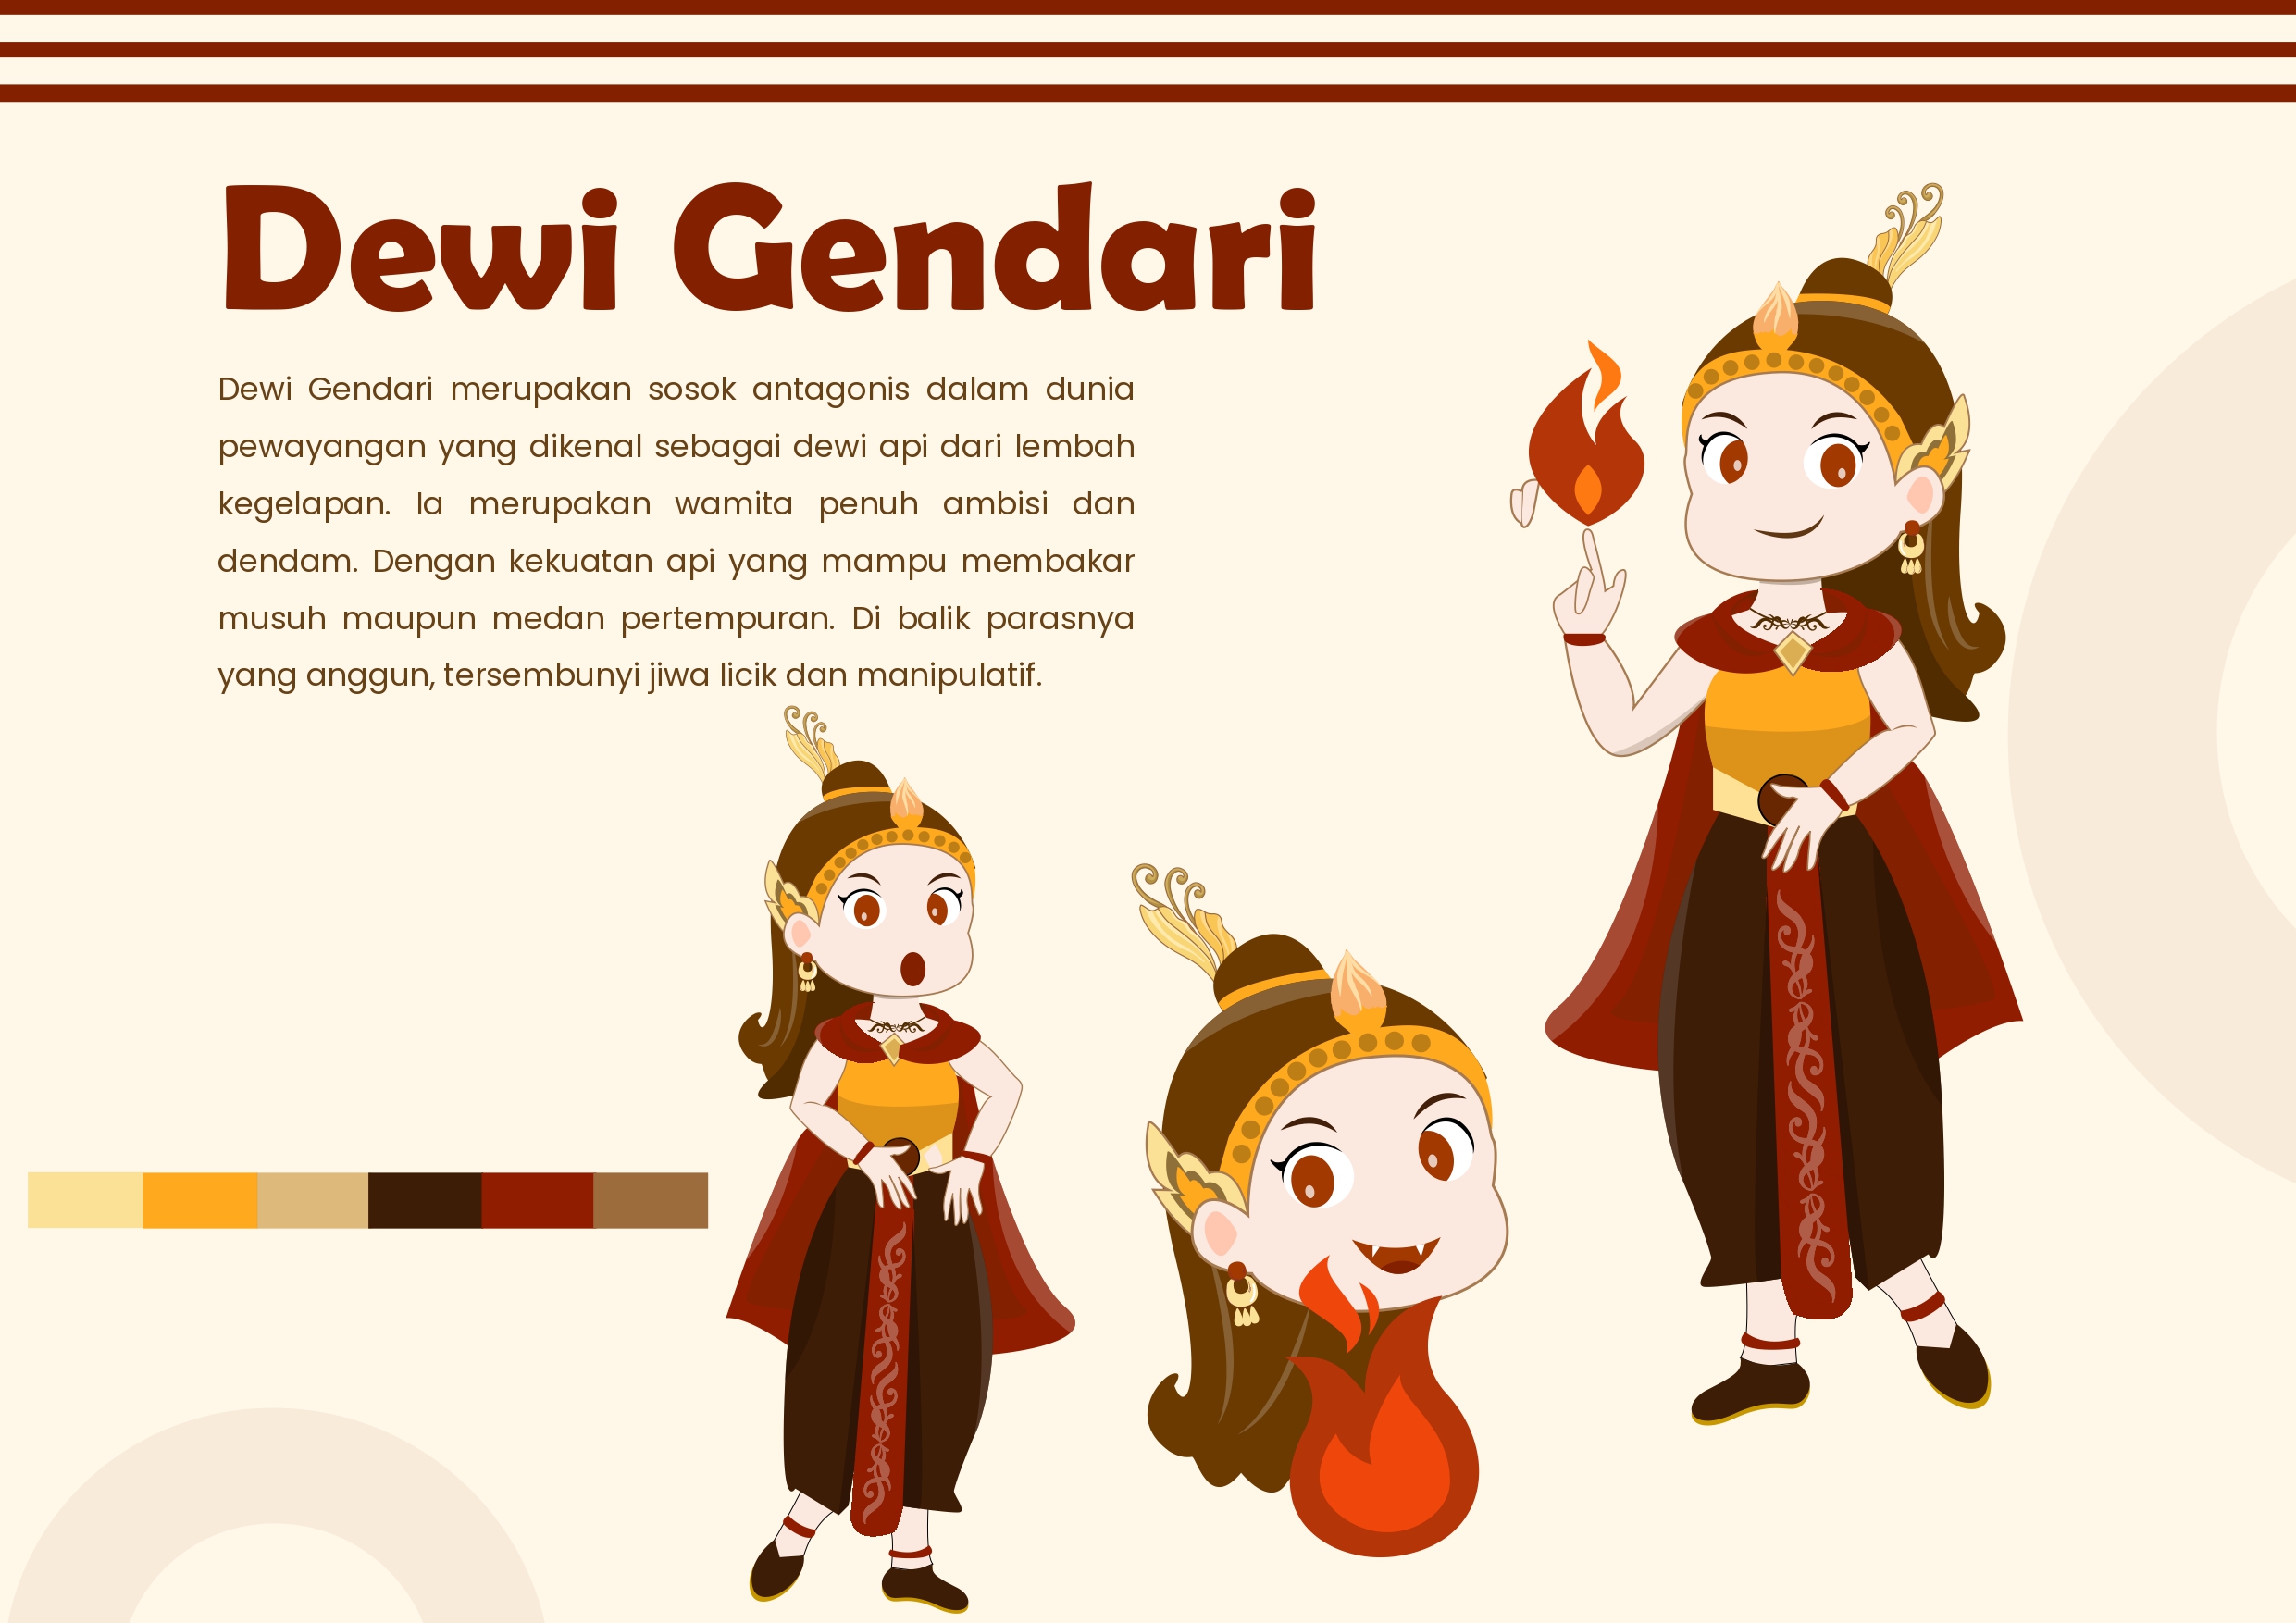 Dewi Gendari
Dewi Gendari merupakan sosok antagonis dalam dunia
pewayangan yang dikenal sebagai dewi api dari lembah
kegelapan. Ia merupakan wamita penuh ambisi dan
dendam. Dengan kekuatan api yang mampu membakar
musuh maupun medan pertempuran. Di balik parasnya
yang anggun, tersembunyi jiwa licik dan manipulatif.